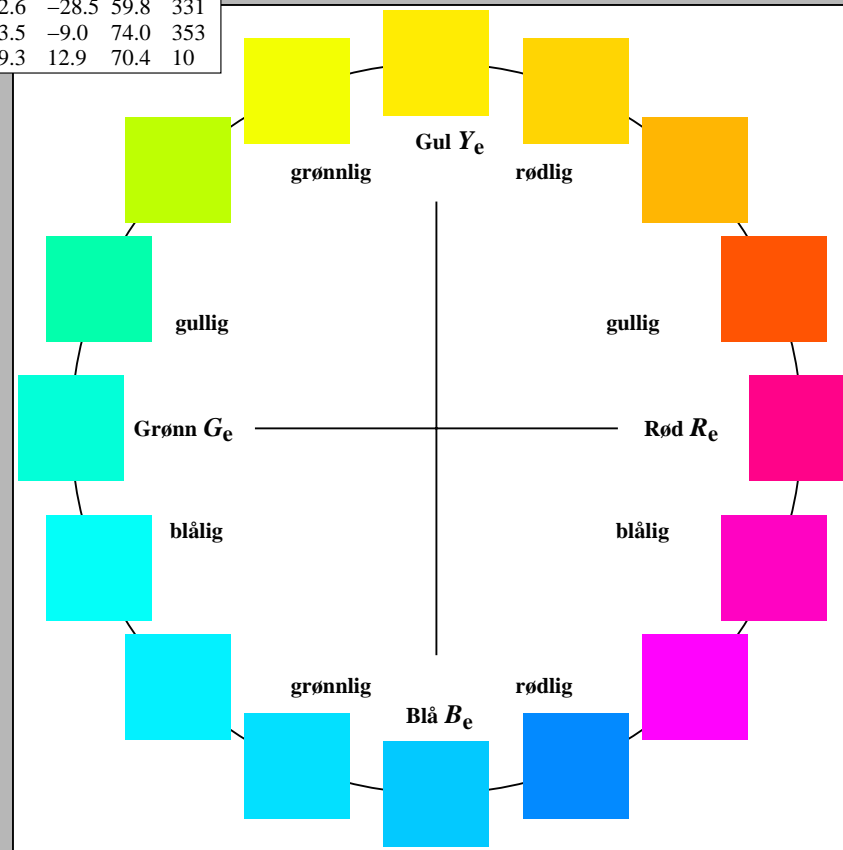 2.6 −28.5 59.8 331
3.5 −9.0 74.0 353
9.3 12.9 70.4 10
Gul Ye
grønnlig rødlig
gullig gullig
Grønn Ge Rød Re
blålig blålig
grønnlig rødlig
Blå Be